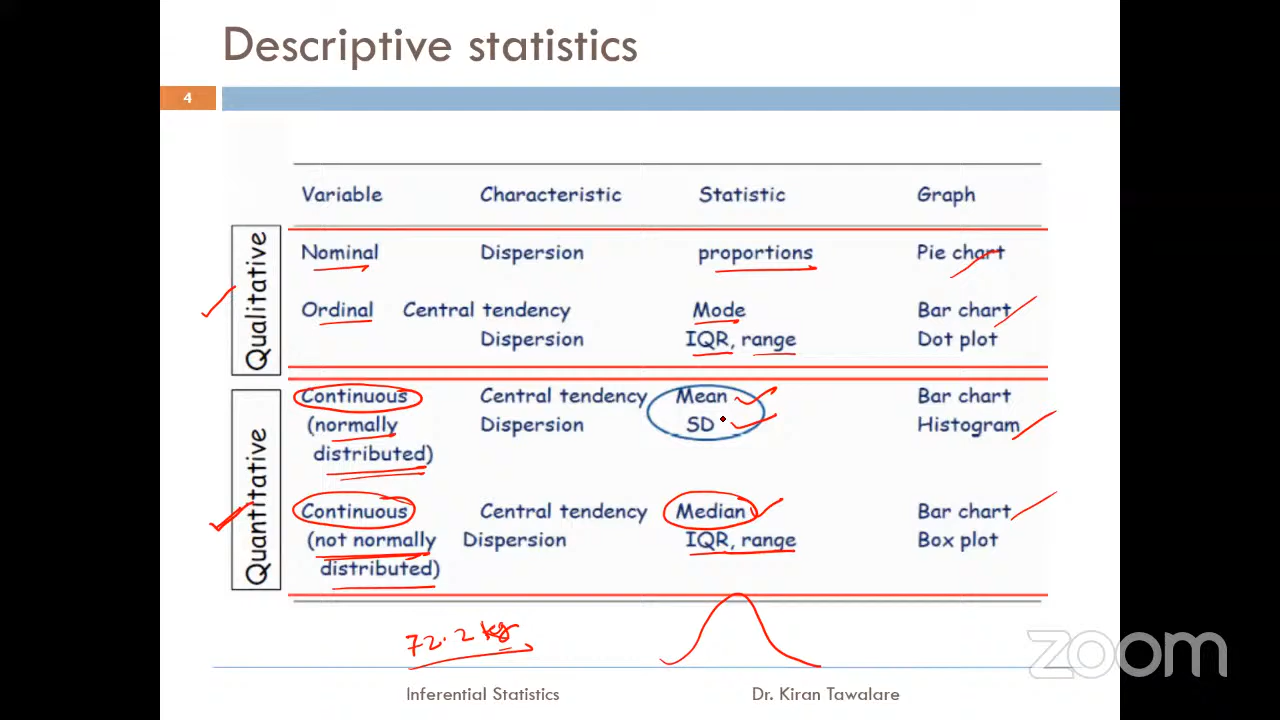 Descriptive statistics
4
Variable Characteristic Statistic Graph
Qualitative
Nominal Dispersion proportions Pie chart
Ordinal Central tendency Mode Bar chart
Dispersion IQR, range Dot plot
Quantitative
Continuous Central tendency Mean Bar chart
(normally Dispersion SD Histogram
distributed)
Continuous Central tendency Median Bar chart
(not normally Dispersion IQR, range Box plot
distributed)
72.2 kg
zoom
Inferential Statistics Dr. Kiran Tawalare